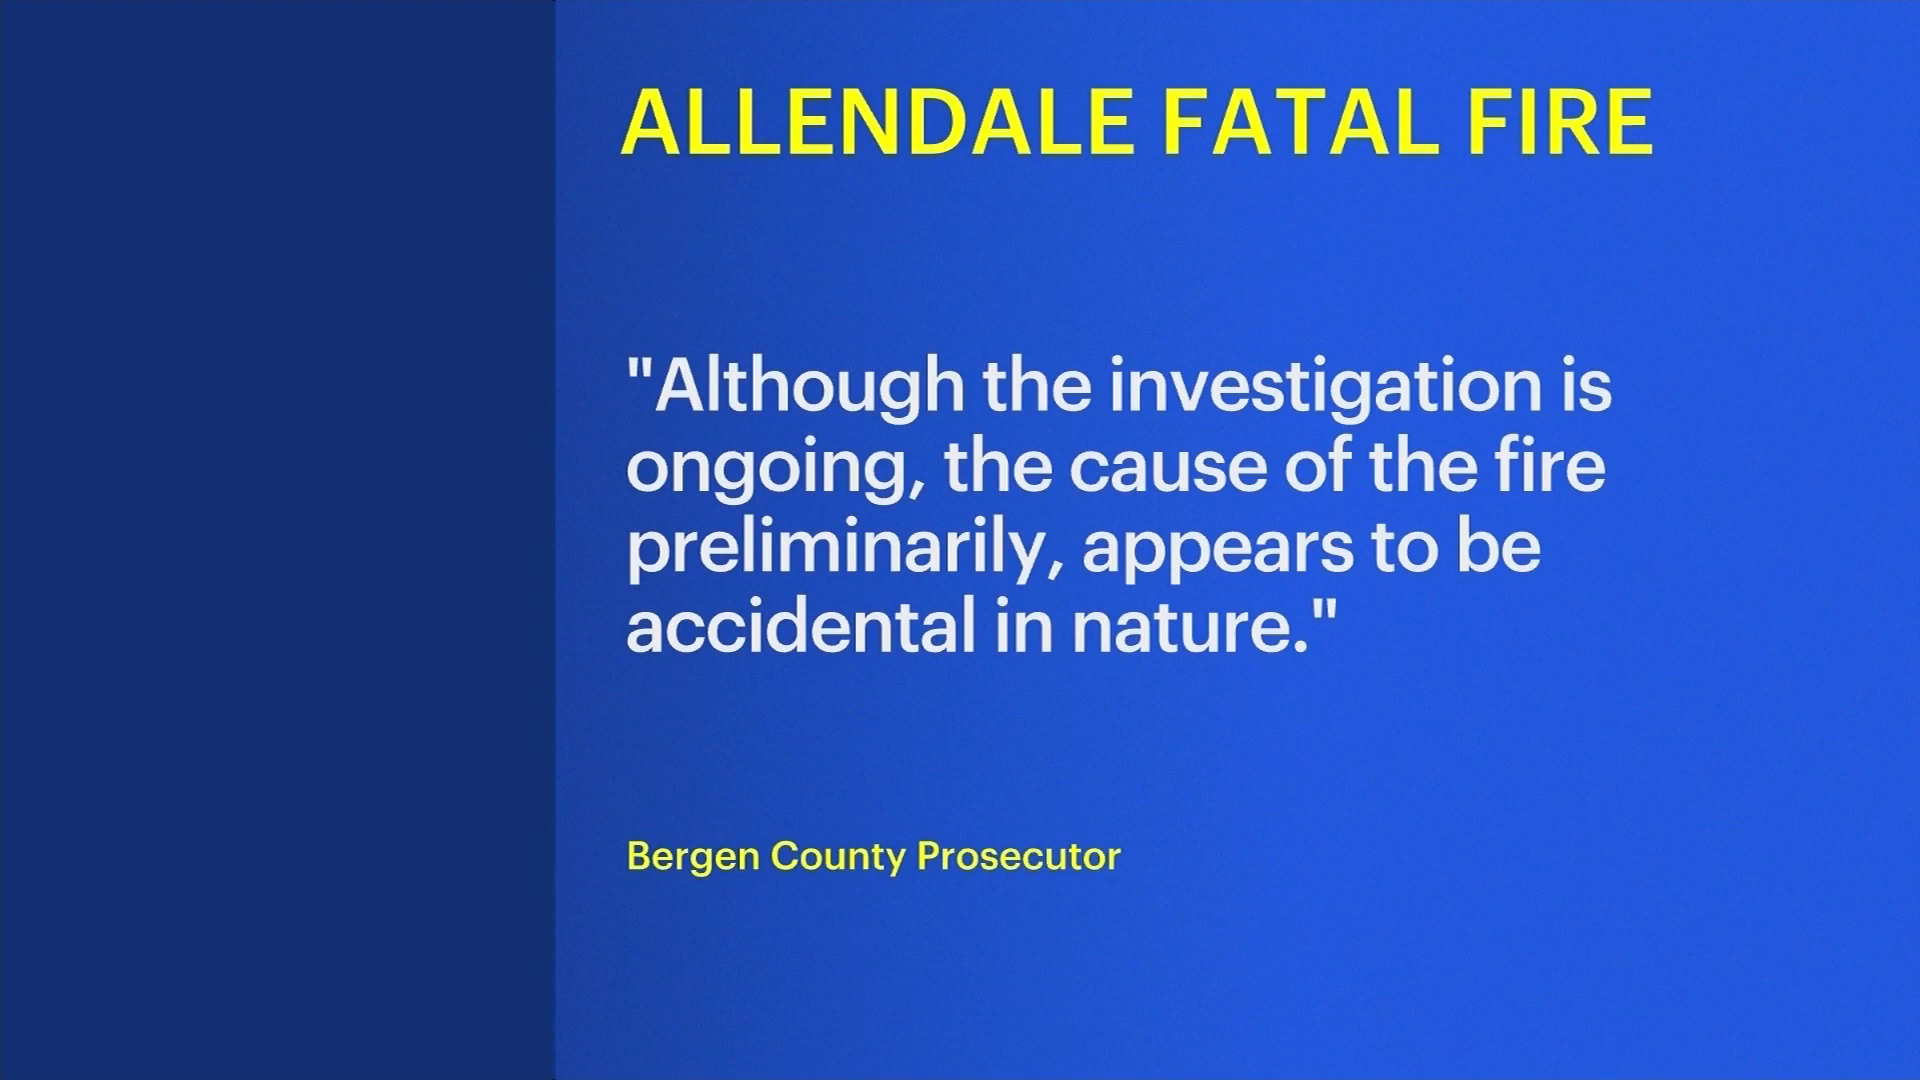 ALLENDALE FATAL FIRE
"Although the investigation is
ongoing, the cause of the fire
preliminarily, appears to be
accidental in nature."
Bergen County Prosecutor